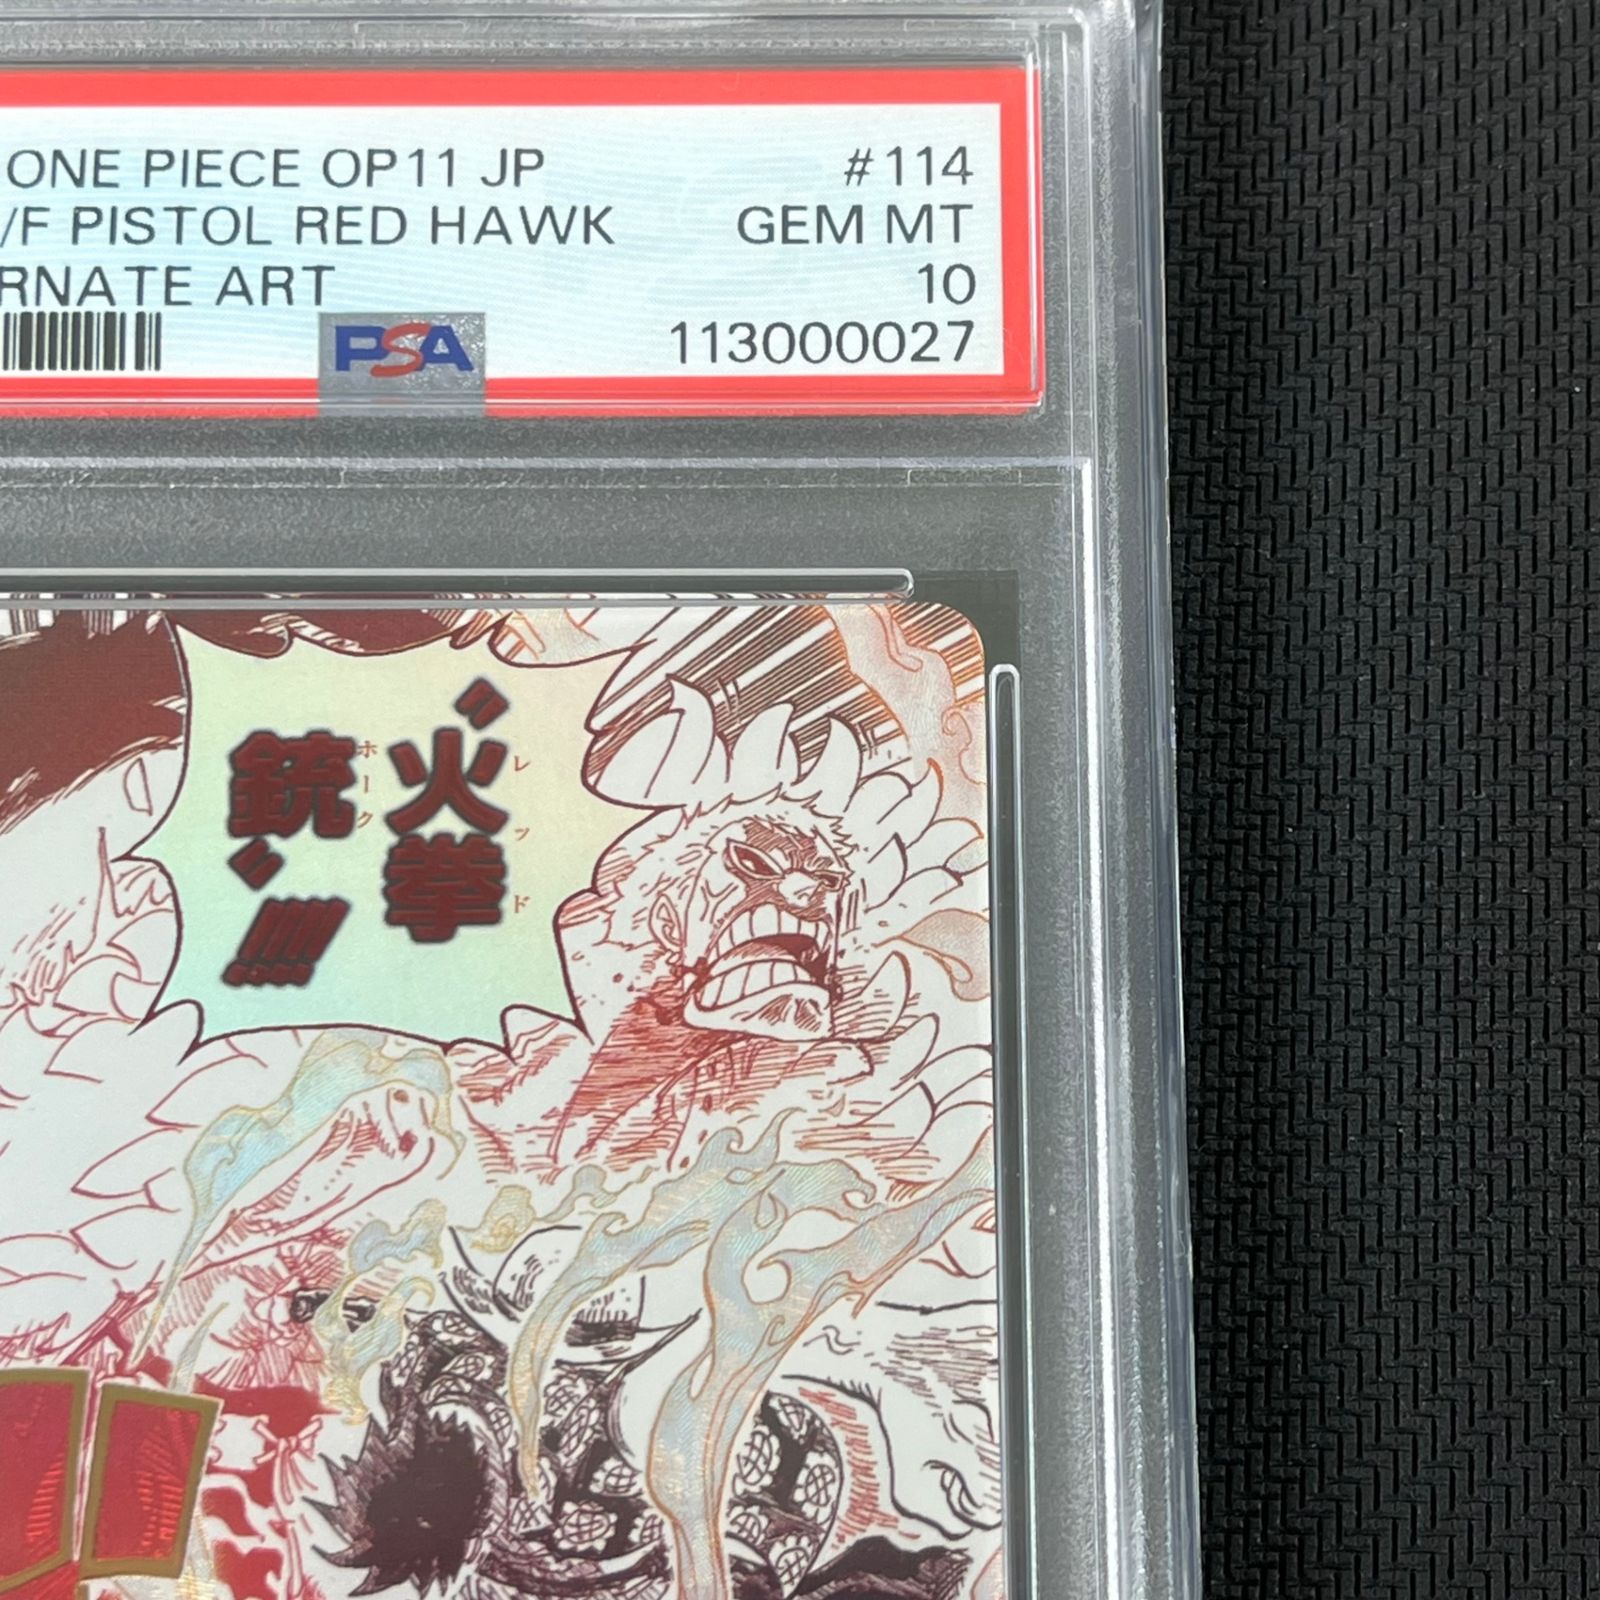 ONE PIECE OP11 JP #114
/F PISTOL RED HAWK GEM MT
RNATE ART 10
PSA 113000027
〝火拳
レッド
銃〟!!!!
ホーク